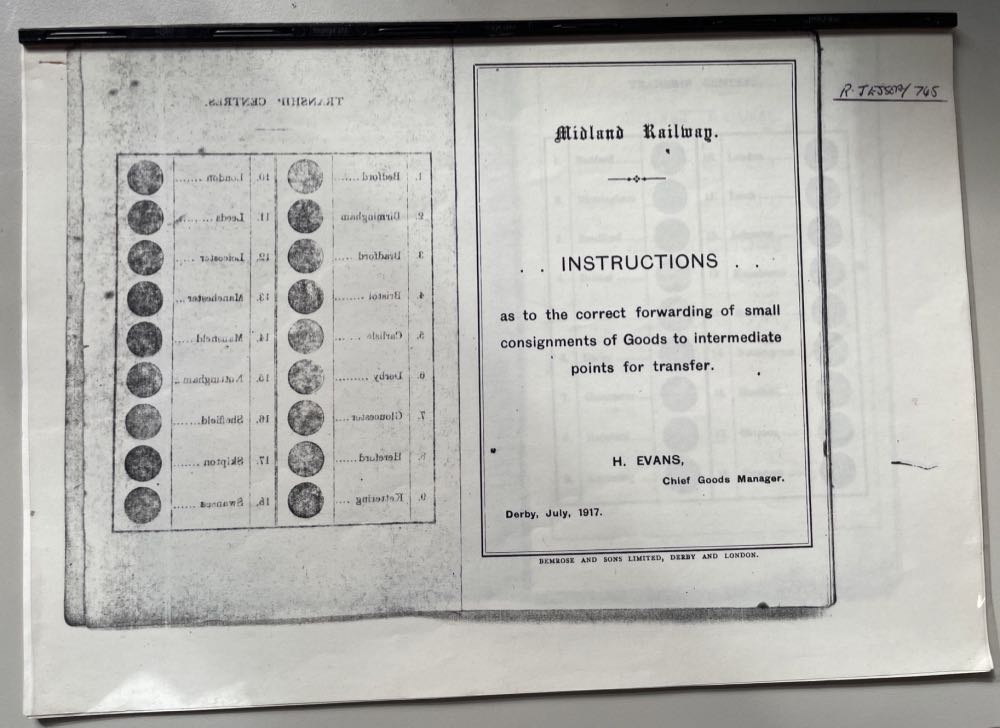 TRANSHIP CENTRES.
1. Bedford ...... 10. London .......
2. Birmingham 11. Leeds ........
3. Bradford ...... 12. Leicester ......
4. Bristol ........ 13. Manchester ...
5. Carlisle ...... 14. Mansfield ......
6. Derby ......... 15. Nottingham ..
7. Gloucester .... 16. Sheffield ......
8. Hereford ...... 17. Skipton ......
9. Kettering .... 18. Swansea ......
Midland Railway.
. . INSTRUCTIONS . .
as to the correct forwarding of small
consignments of Goods to intermediate
points for transfer.
H. EVANS,
Chief Goods Manager.
Derby, July, 1917.
BEMROSE AND SONS LIMITED, DERBY AND LONDON.
R. JESSOP/765